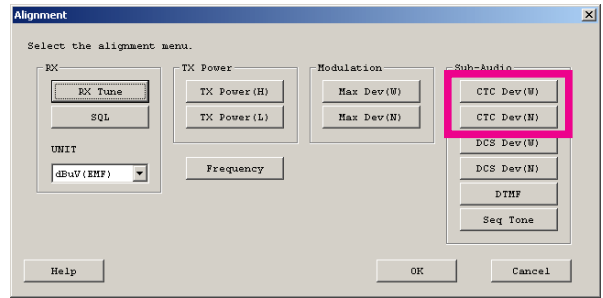 Alignment
Select the alignment menu.
RX
RX Tune
SQL
UNIT
dBuV(EMF)
TX Power
TX Power(H)
TX Power(L)
Frequency
Modulation
Max Dev(W)
Max Dev(N)
Sub-Audio
CTC Dev(W)
CTC Dev(N)
DCS Dev(W)
DCS Dev(N)
DTMF
Seq Tone
Help
OK
Cancel